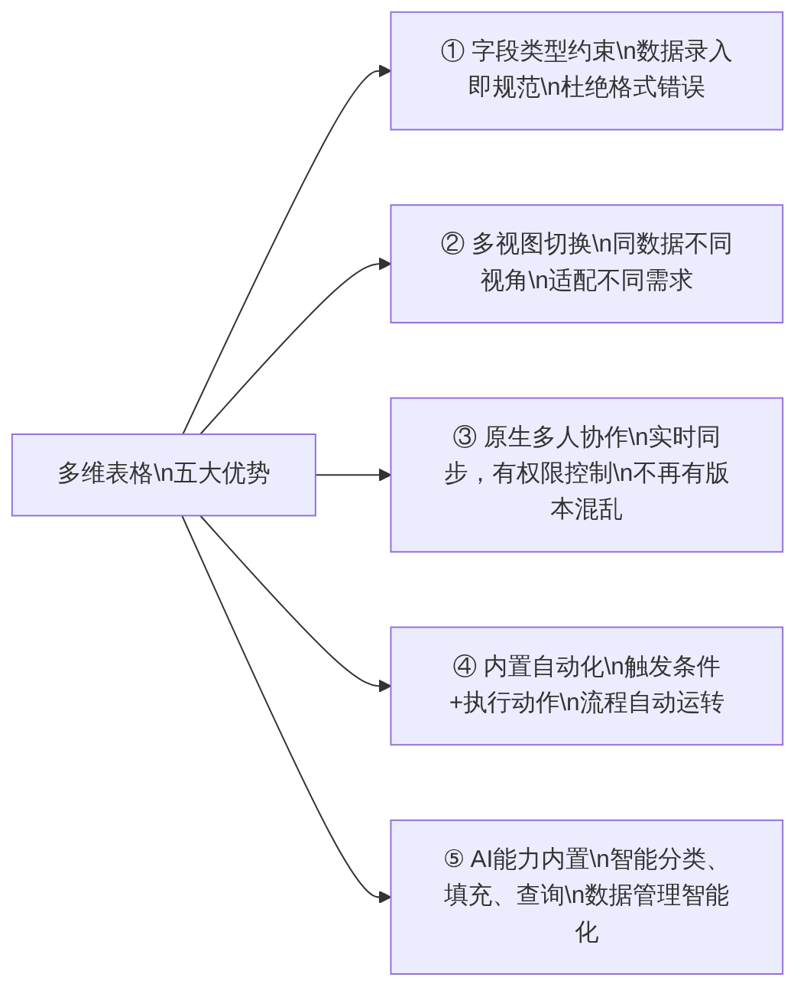 ① 字段类型约束\n数据录入
即规范\n杜绝格式错误
② 多视图切换\n同数据不同
视角\n适配不同需求
多维表格\n五大优势
③ 原生多人协作\n实时同
步，有权限控制\n不再有版
本混乱
④ 内置自动化\n触发条件
+执行动作\n流程自动运转
⑤ AI能力内置\n智能分类、
填充、查询\n数据管理智能
化